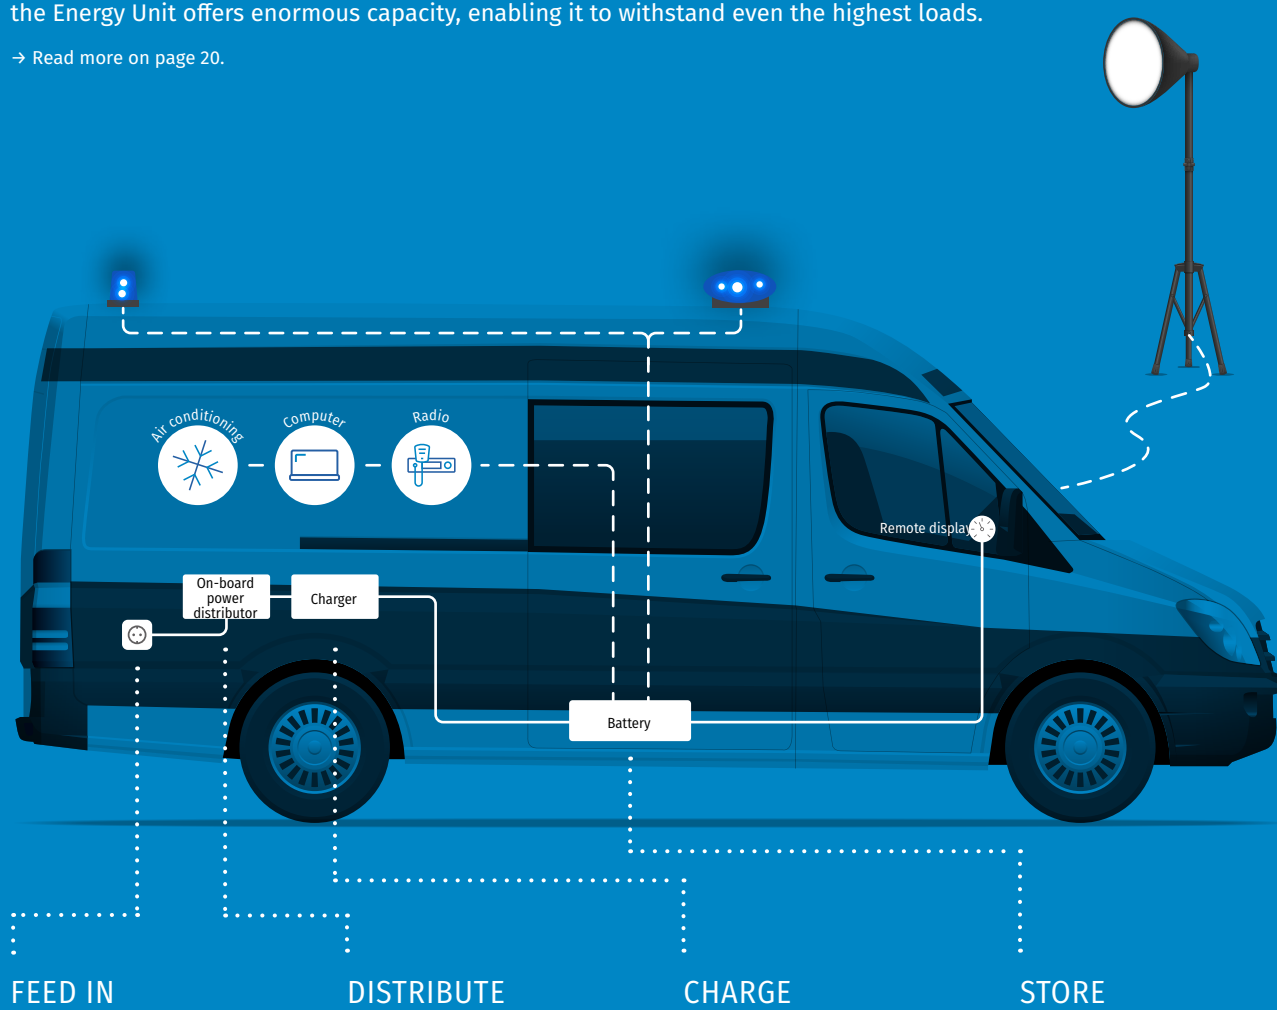 the Energy Unit offers enormous capacity, enabling it to withstand even the highest loads.
→ Read more on page 20.
Air conditioning
Computer
Radio
Remote display
On-board
power
distributor
Charger
Battery
FEED IN
DISTRIBUTE
CHARGE
STORE